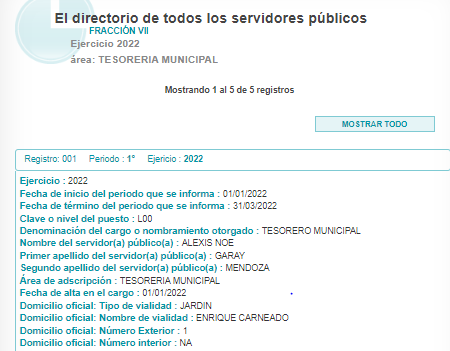 El directorio de todos los servidores públicos
FRACCIÓN VII
Ejercicio 2022
área: TESORERIA MUNICIPAL
Mostrando 1 al 5 de 5 registros
MOSTRAR TODO
Registro: 001 Periodo : 1° Ejericio : 2022
Ejercicio : 2022
Fecha de inicio del periodo que se informa : 01/01/2022
Fecha de término del periodo que se informa : 31/03/2022
Clave o nivel del puesto : L00
Denominación del cargo o nombramiento otorgado : TESORERO MUNICIPAL
Nombre del servidor(a) público(a) : ALEXIS NOE
Primer apellido del servidor(a) público(a) : GARAY
Segundo apellido del servidor(a) público(a) : MENDOZA
Área de adscripción : TESORERIA MUNICIPAL
Fecha de alta en el cargo : 01/01/2022
Domicilio oficial: Tipo de vialidad : JARDIN
Domicilio oficial: Nombre de vialidad : ENRIQUE CARNEADO
Domicilio oficial: Número Exterior : 1
Domicilio oficial: Número interior : NA